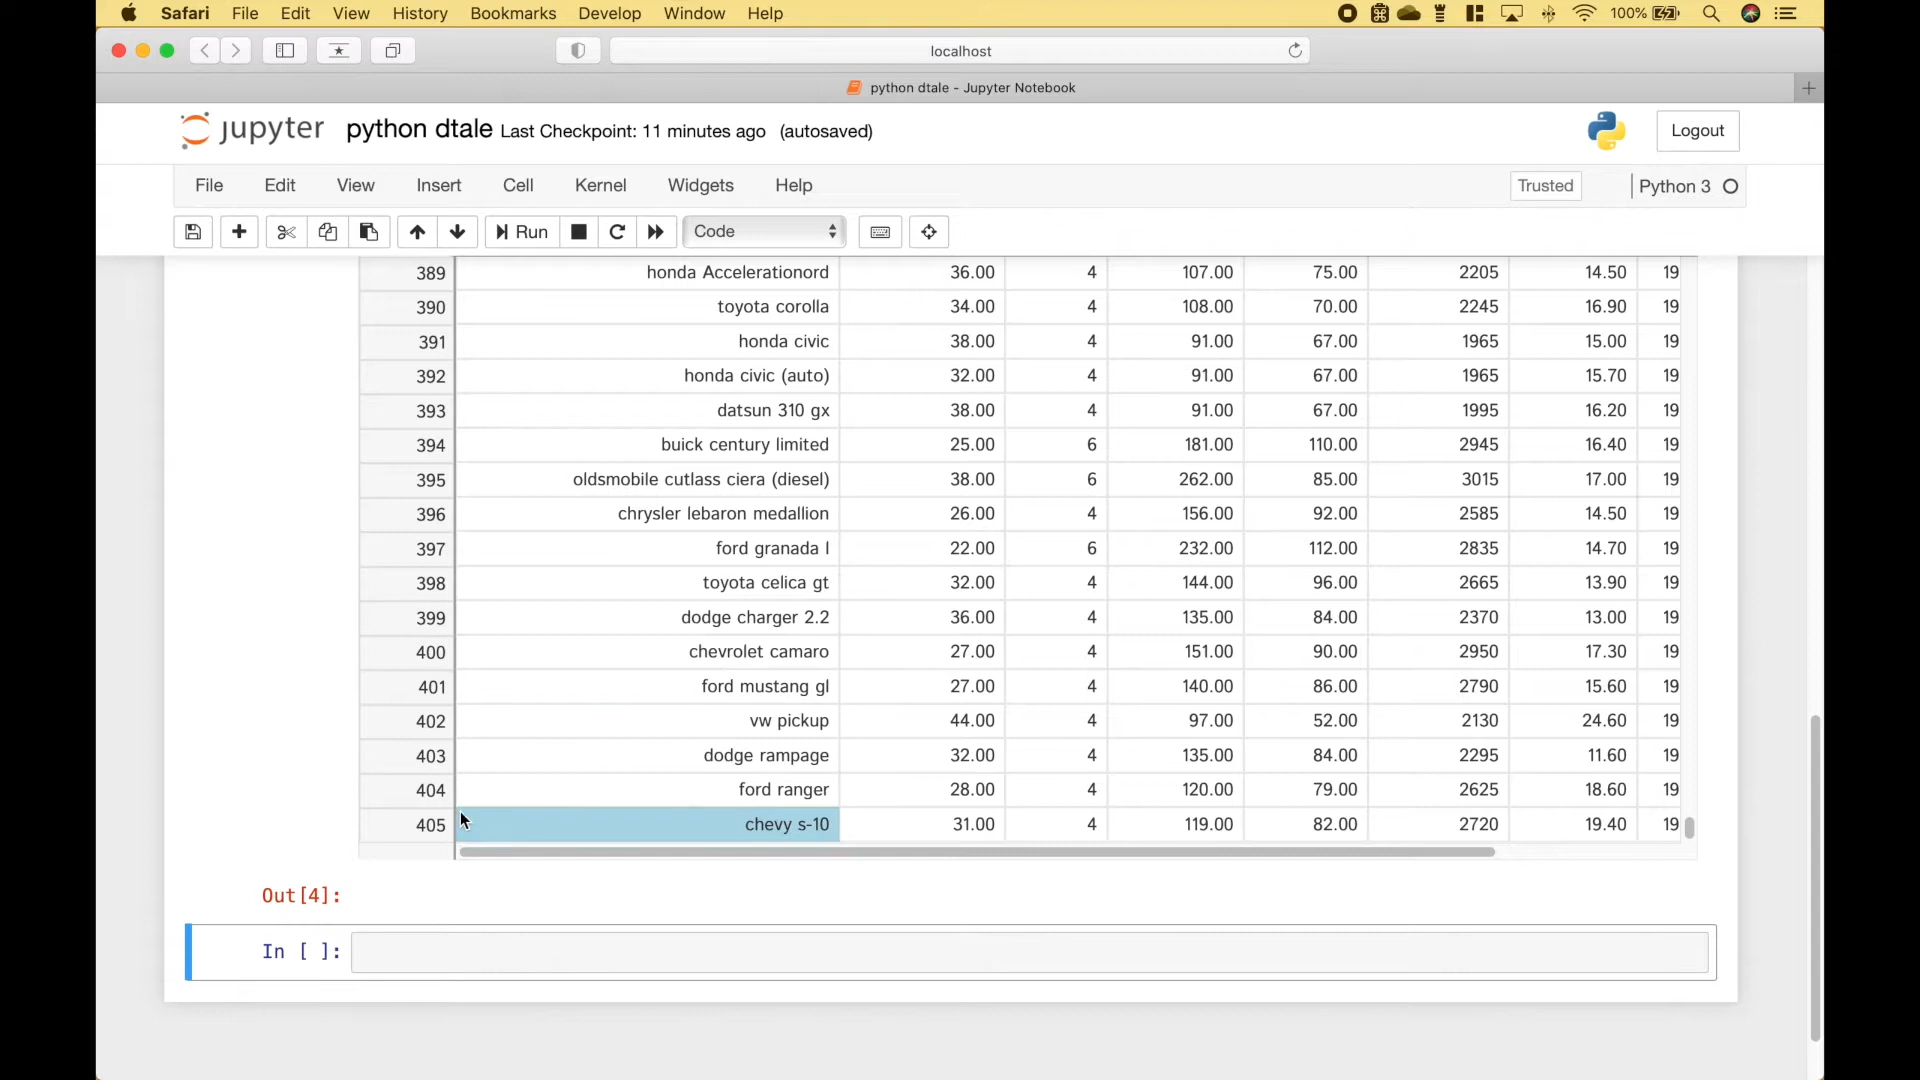 Safari File Edit View History Bookmarks Develop Window Help 100%
localhost
python dtale - Jupyter Notebook
jupyter python dtale Last Checkpoint: 11 minutes ago (autosaved) Logout
File Edit View Insert Cell Kernel Widgets Help Trusted Python 3
Run Code
389 honda Accelerationord 36.00 4 107.00 75.00 2205 14.50 19
390 toyota corolla 34.00 4 108.00 70.00 2245 16.90 19
391 honda civic 38.00 4 91.00 67.00 1965 15.00 19
392 honda civic (auto) 32.00 4 91.00 67.00 1965 15.70 19
393 datsun 310 gx 38.00 4 91.00 67.00 1995 16.20 19
394 buick century limited 25.00 6 181.00 110.00 2945 16.40 19
395 oldsmobile cutlass ciera (diesel) 38.00 6 262.00 85.00 3015 17.00 19
396 chrysler lebaron medallion 26.00 4 156.00 92.00 2585 14.50 19
397 ford granada l 22.00 6 232.00 112.00 2835 14.70 19
398 toyota celica gt 32.00 4 144.00 96.00 2665 13.90 19
399 dodge charger 2.2 36.00 4 135.00 84.00 2370 13.00 19
400 chevrolet camaro 27.00 4 151.00 90.00 2950 17.30 19
401 ford mustang gl 27.00 4 140.00 86.00 2790 15.60 19
402 vw pickup 44.00 4 97.00 52.00 2130 24.60 19
403 dodge rampage 32.00 4 135.00 84.00 2295 11.60 19
404 ford ranger 28.00 4 120.00 79.00 2625 18.60 19
405 chevy s-10 31.00 4 119.00 82.00 2720 19.40 19
Out[4]:
In [ ]: